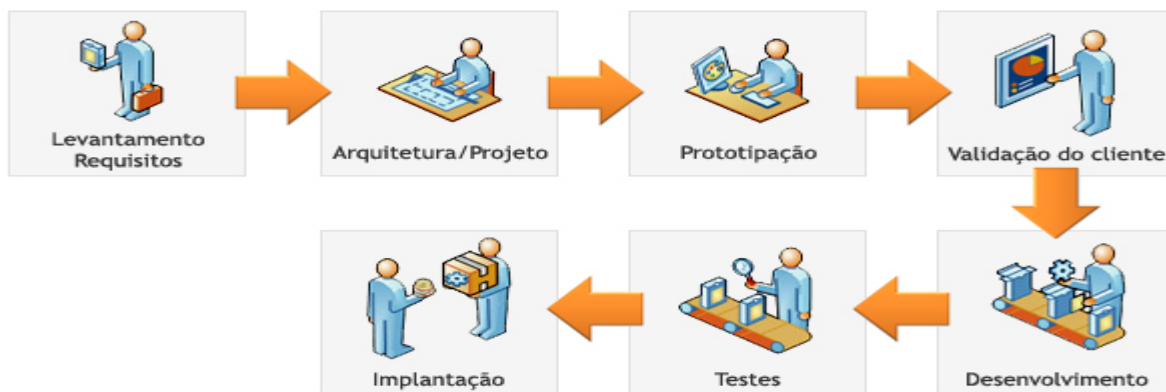 Levantamento
Requisitos
Arquitetura/Projeto
Prototipação
Validação do cliente
Desenvolvimento
Testes
Implantação